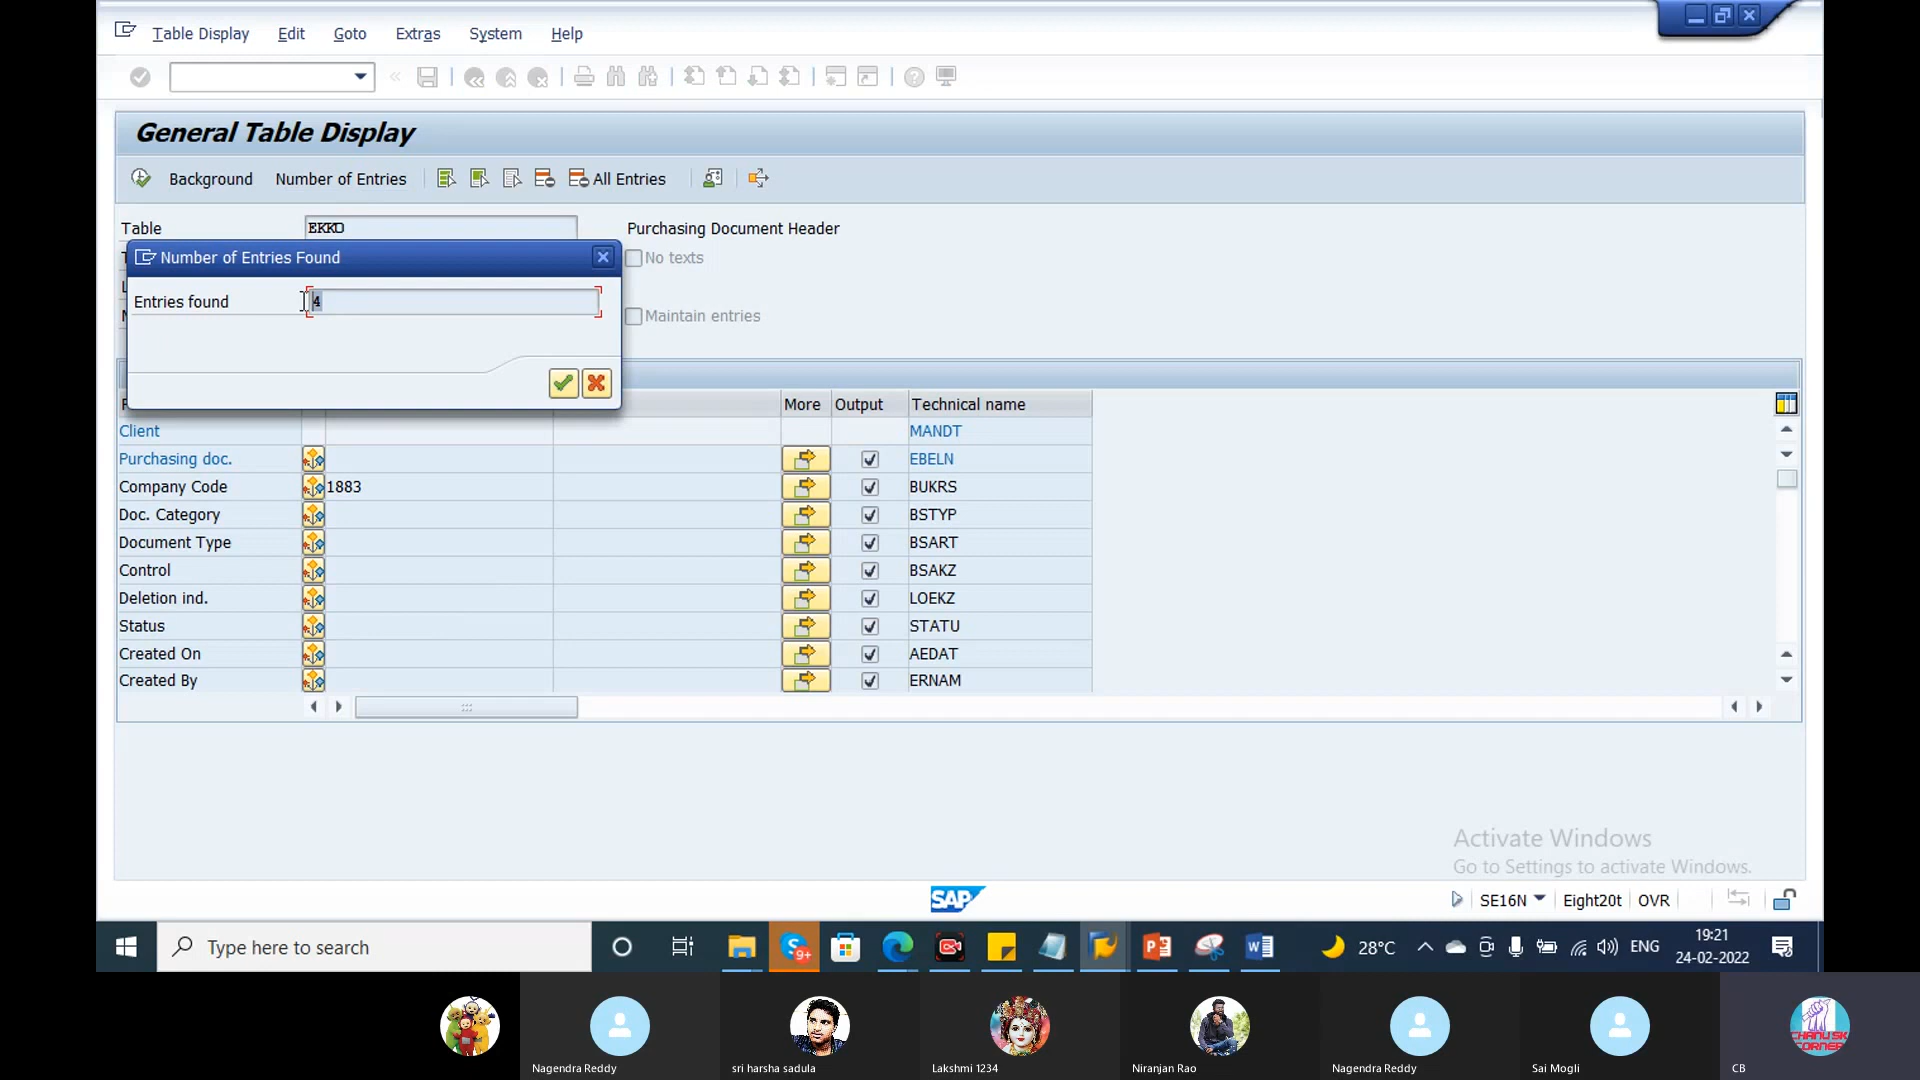 Table Display Edit Goto Extras System Help
General Table Display
Background Number of Entries All Entries
Table EKKO Purchasing Document Header
Number of Entries Found
No texts
Entries found 4
Maintain entries
More Output Technical name
Client MANDT
Purchasing doc. EBELN
Company Code 1883 BUKRS
Doc. Category BSTYP
Document Type BSART
Control BSAKZ
Deletion ind. LOEKZ
Status STATU
Created On AEDAT
Created By ERNAM
Activate Windows
Go to Settings to activate Windows.
SAP SE16N Eight20t OVR
Type here to search 9+ 28°C ENG 19:21
24-02-2022
Nagendra Reddy sri harsha sadula Lakshmi 1234 Niranjan Rao Nagendra Reddy Sai Mogli CB